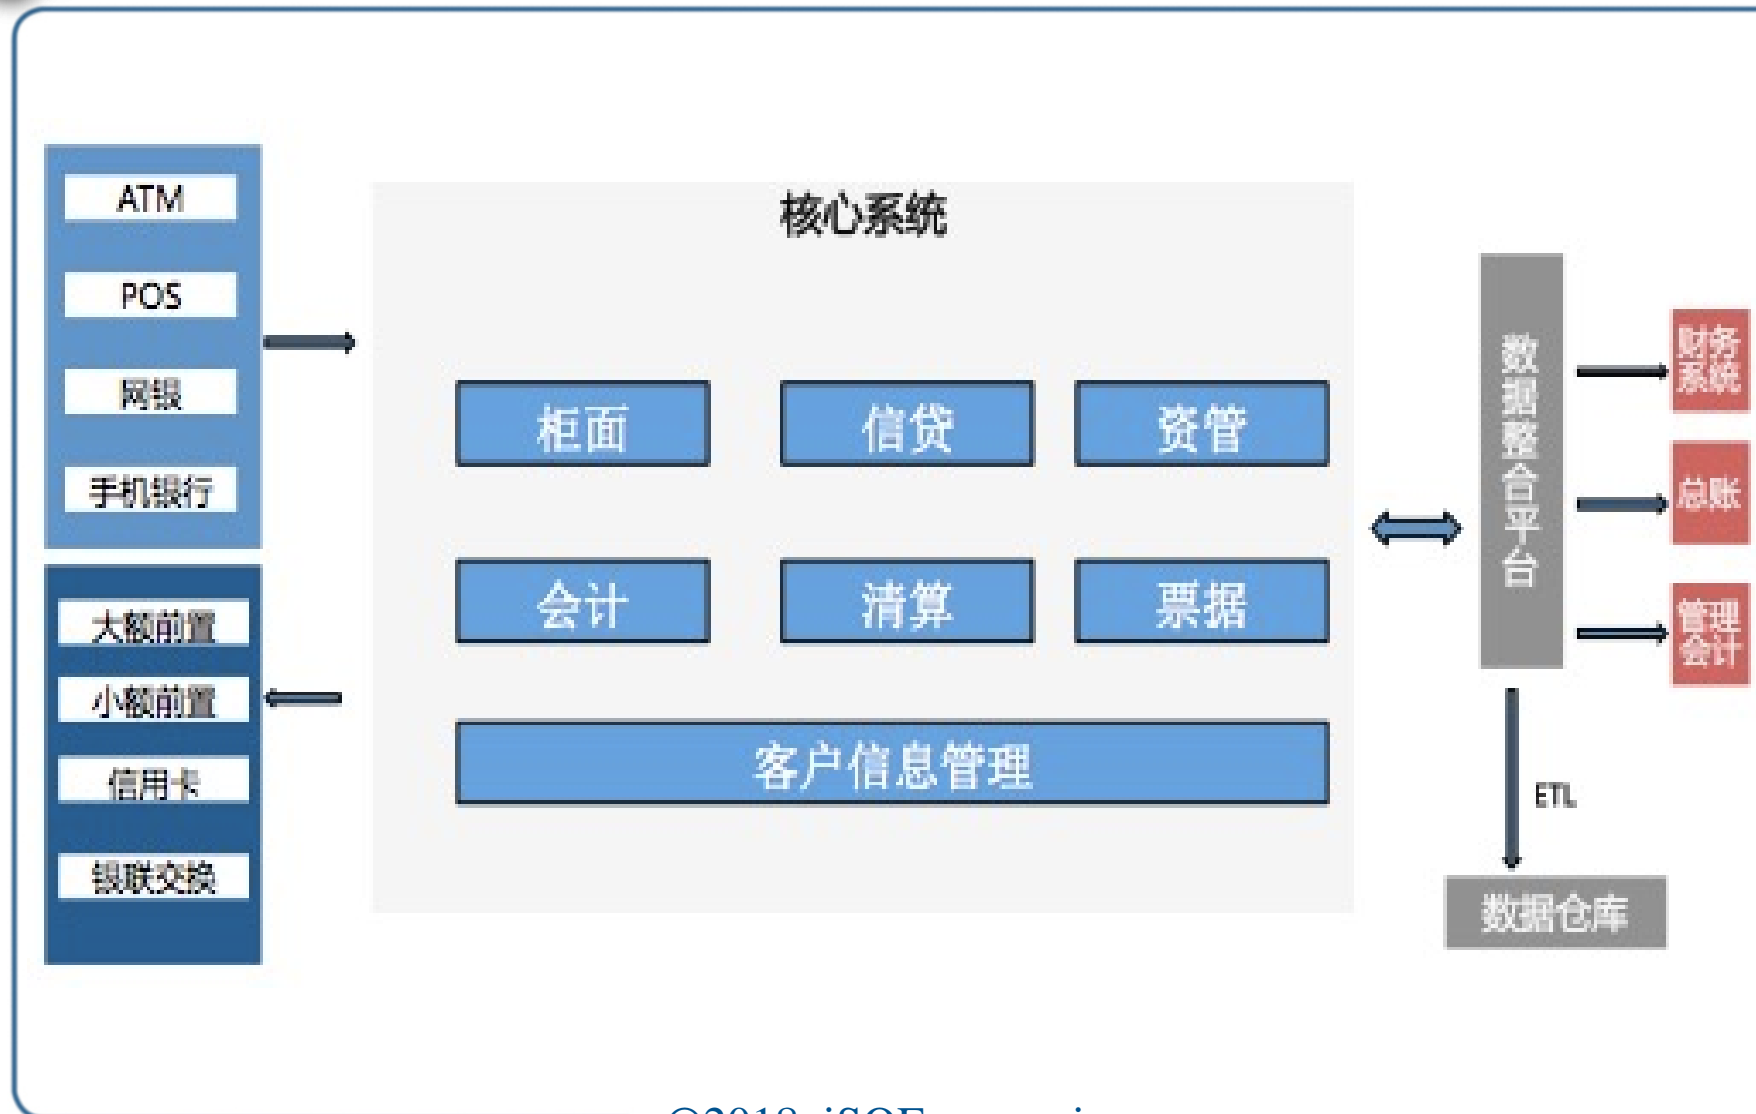 ATM
POS
网银
手机银行
大额前置
小额前置
信用卡
银联交换
核心系统
柜面
信贷
资管
会计
清算
票据
客户信息管理
数据整合平台
财务
系统
总账
管理
会计
ETL
数据仓库